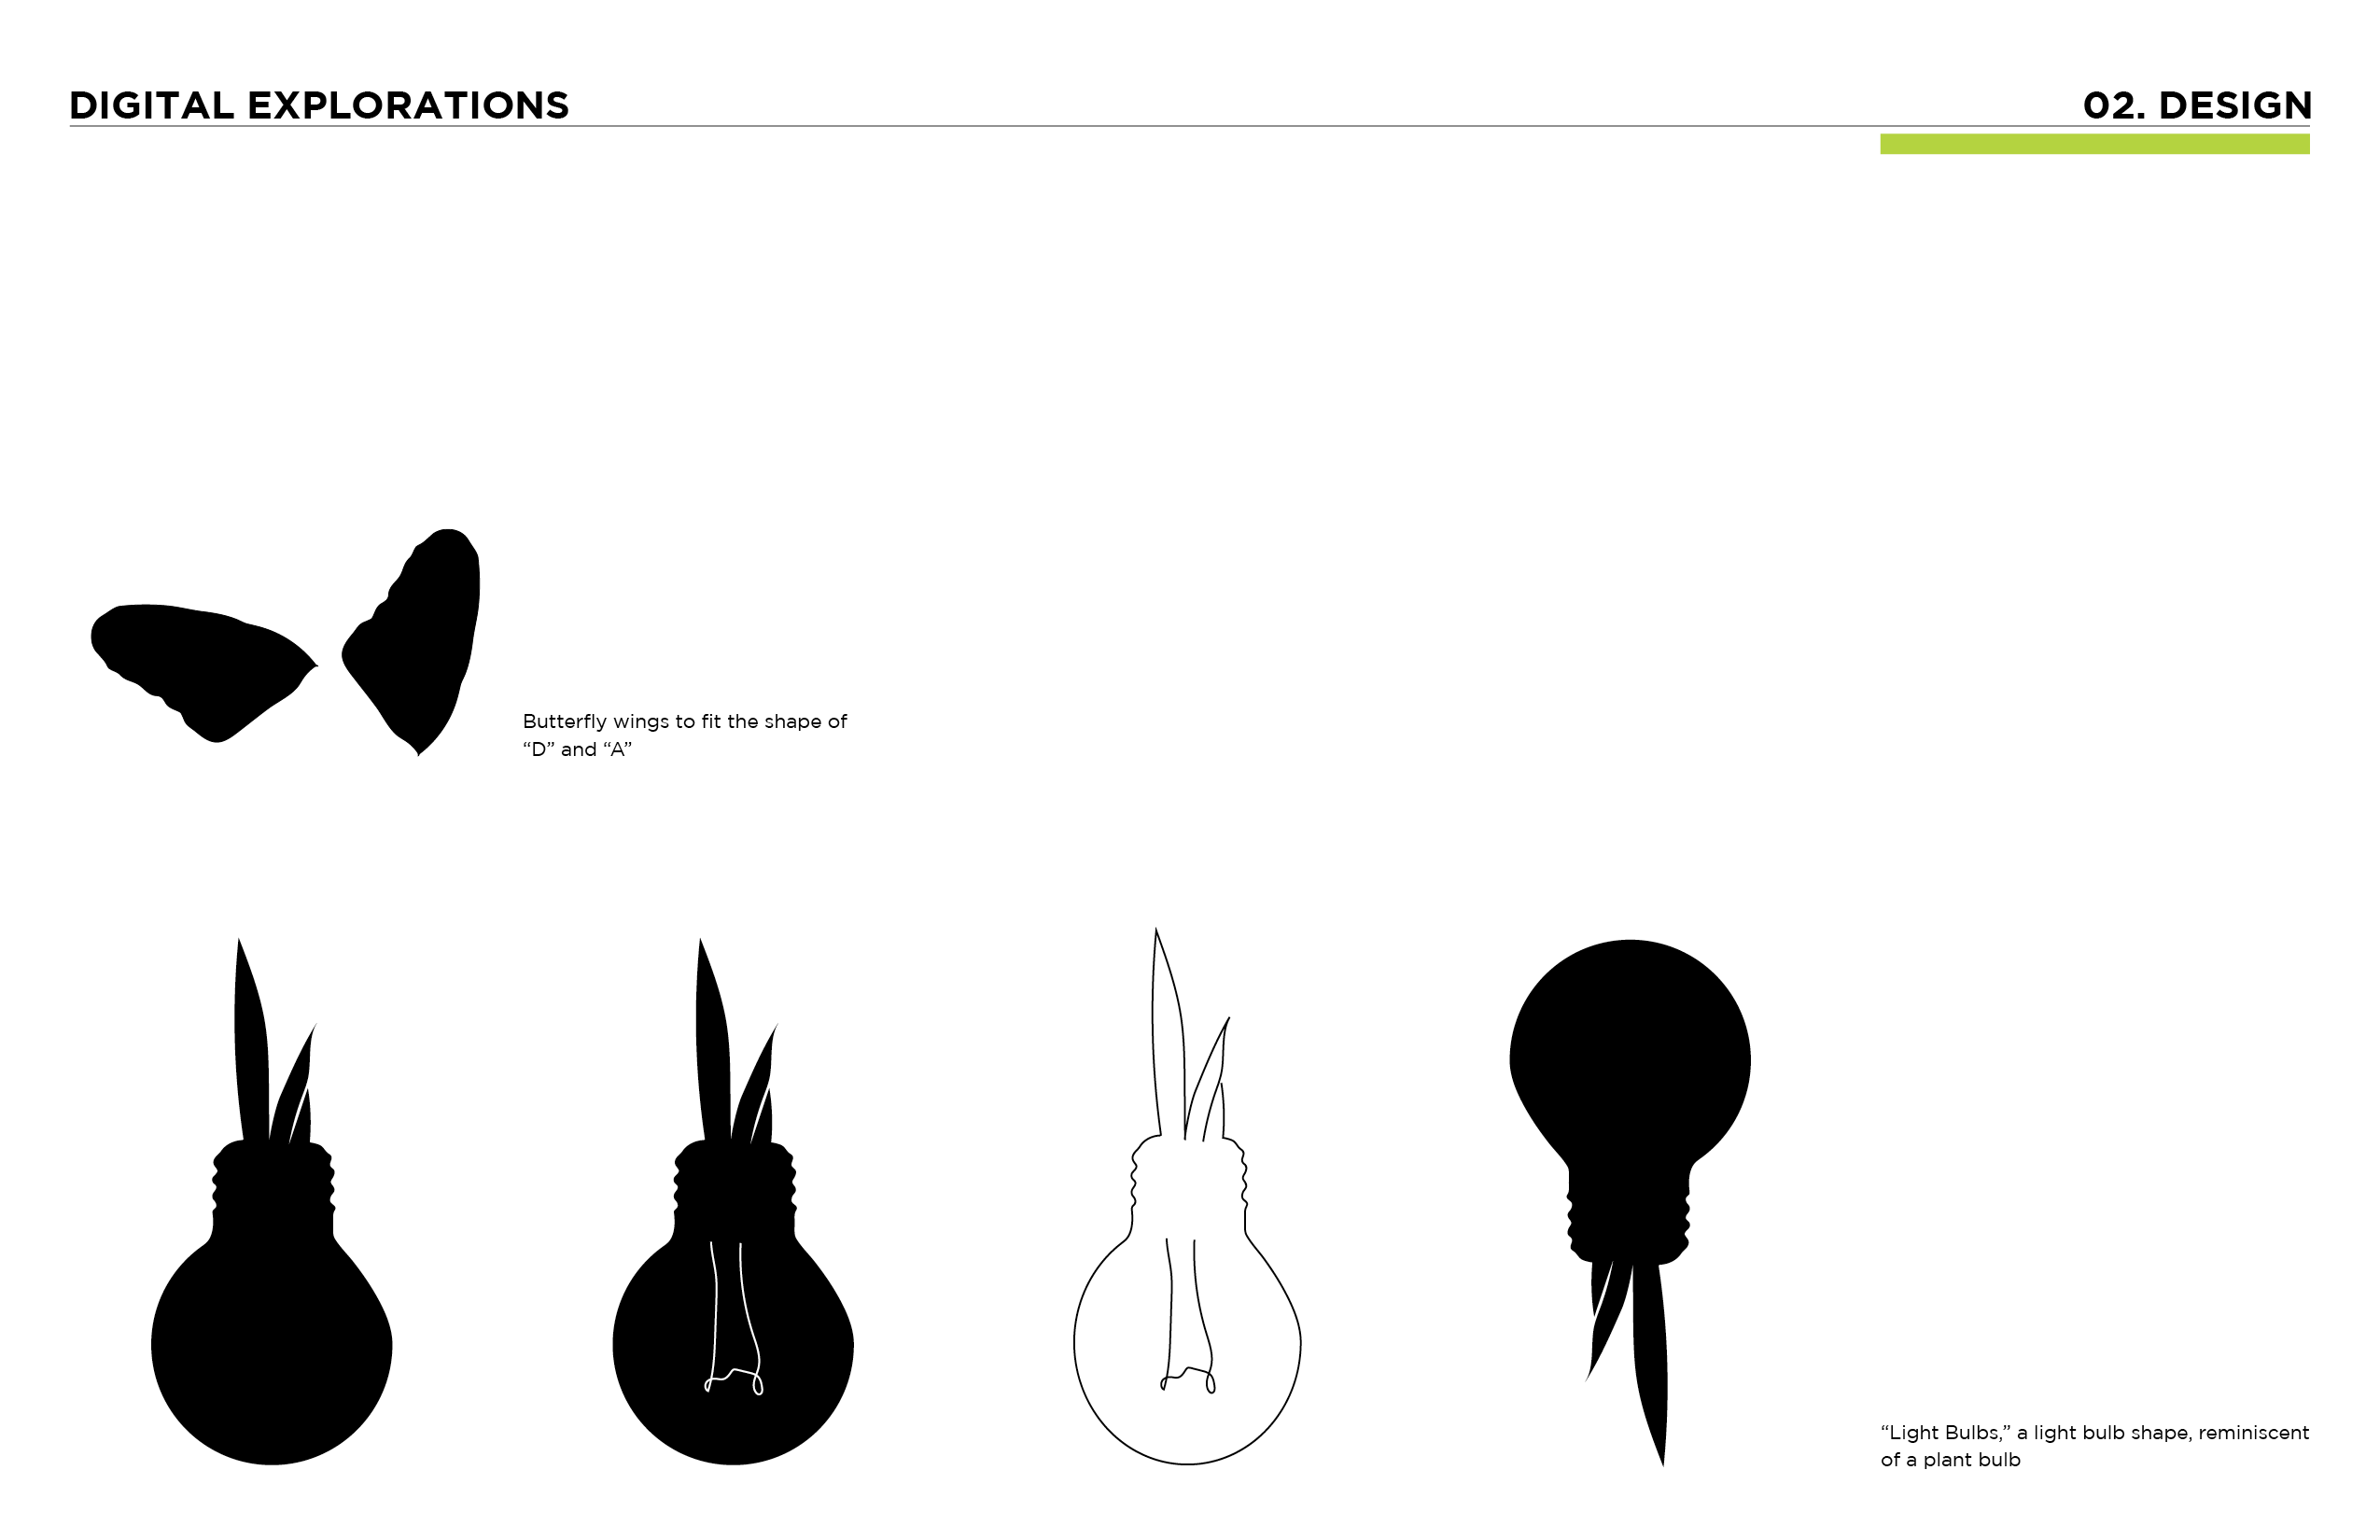 DIGITAL EXPLORATIONS
02. DESIGN
Butterfly wings to fit the shape of
“D” and “A”
“Light Bulbs,” a light bulb shape, reminiscent
of a plant bulb